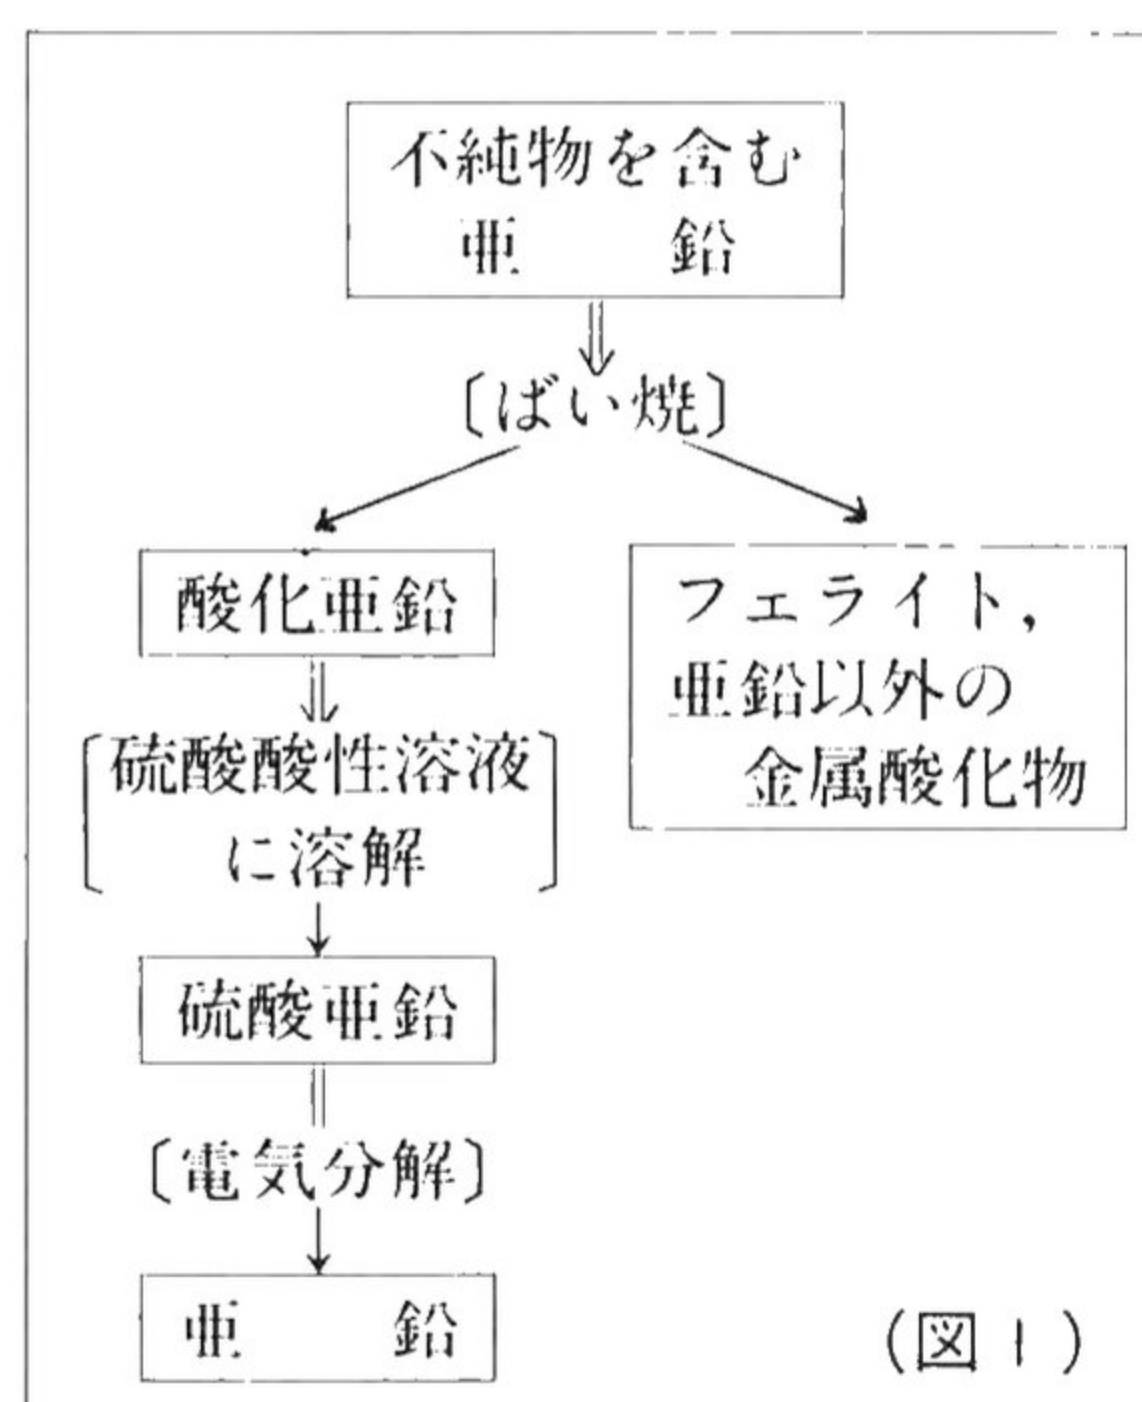 不純物を含む
亜　鉛
〔ばい焼〕
酸化亜鉛
フェライト,
亜鉛以外の
金属酸化物
硫酸酸性溶液
に溶解
硫酸亜鉛
〔電気分解〕
亜　鉛
(図1)